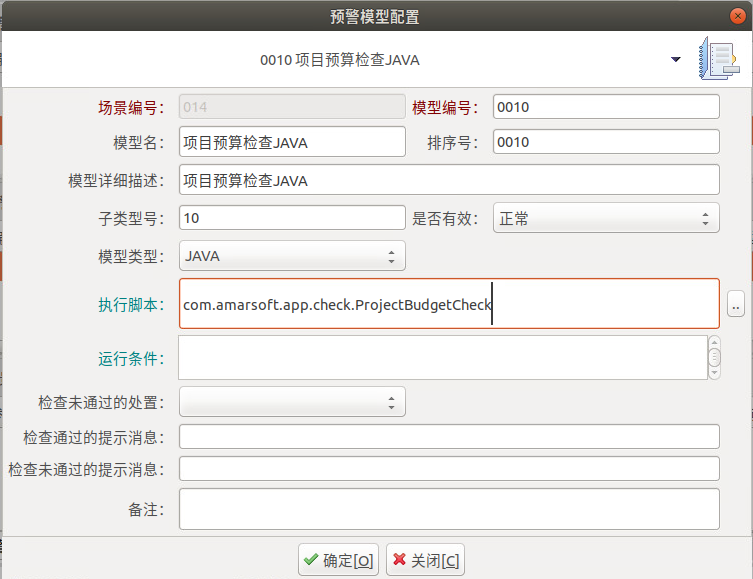 预警模型配置
0010 项目预算检查JAVA
场景编号： 014 模型编号： 0010
模型名： 项目预算检查JAVA 排序号： 0010
模型详细描述： 项目预算检查JAVA
子类型号： 10 是否有效： 正常
模型类型： JAVA
执行脚本： com.amarsoft.app.check.ProjectBudgetCheck ..
运行条件：
检查未通过的处置：
检查通过的提示消息：
检查未通过的提示消息：
备注：
确定[O] 关闭[C]